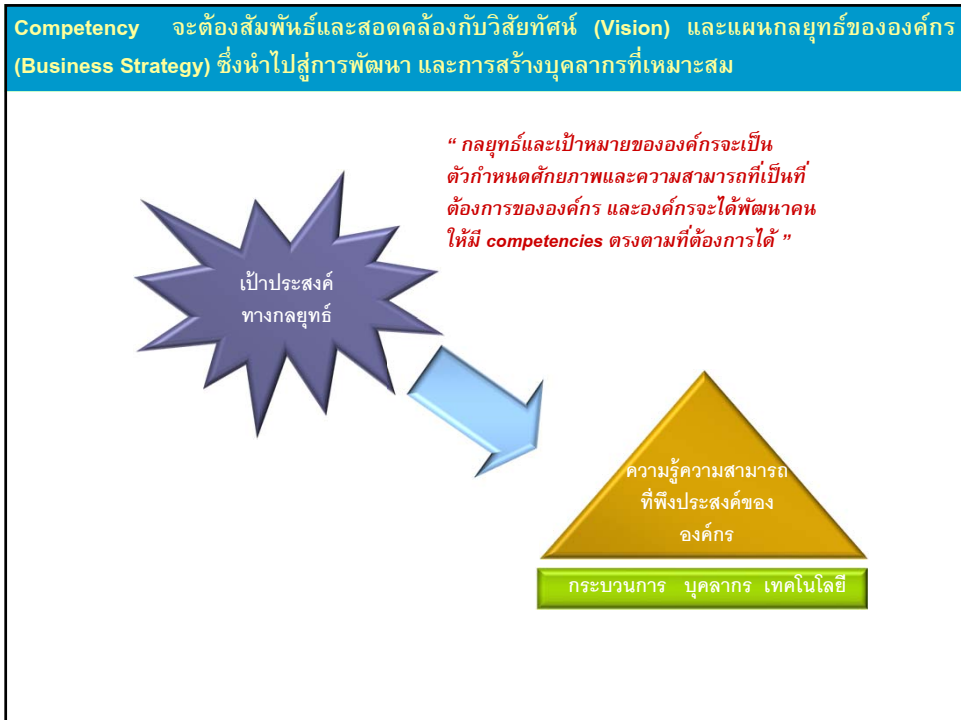 Competency จะต้องสัมพันธ์และสอดคล้องกับวิสัยทัศน์ (Vision) และแผนกลยุทธ์ขององค์กร
(Business Strategy) ซึ่งนำไปสู่การพัฒนา และการสร้างบุคลากรที่เหมาะสม
“ กลยุทธ์และเป้าหมายขององค์กรจะเป็น
ตัวกำหนดศักยภาพและความสามารถที่เป็นที่
ต้องการขององค์กร และองค์กรจะได้พัฒนาคน
ให้มี competencies ตรงตามที่ต้องการได้ ”
เป้าประสงค์
ทางกลยุทธ์
ความรู้ความสามารถ
ที่พึงประสงค์ของ
องค์กร
กระบวนการ บุคลากร เทคโนโลยี